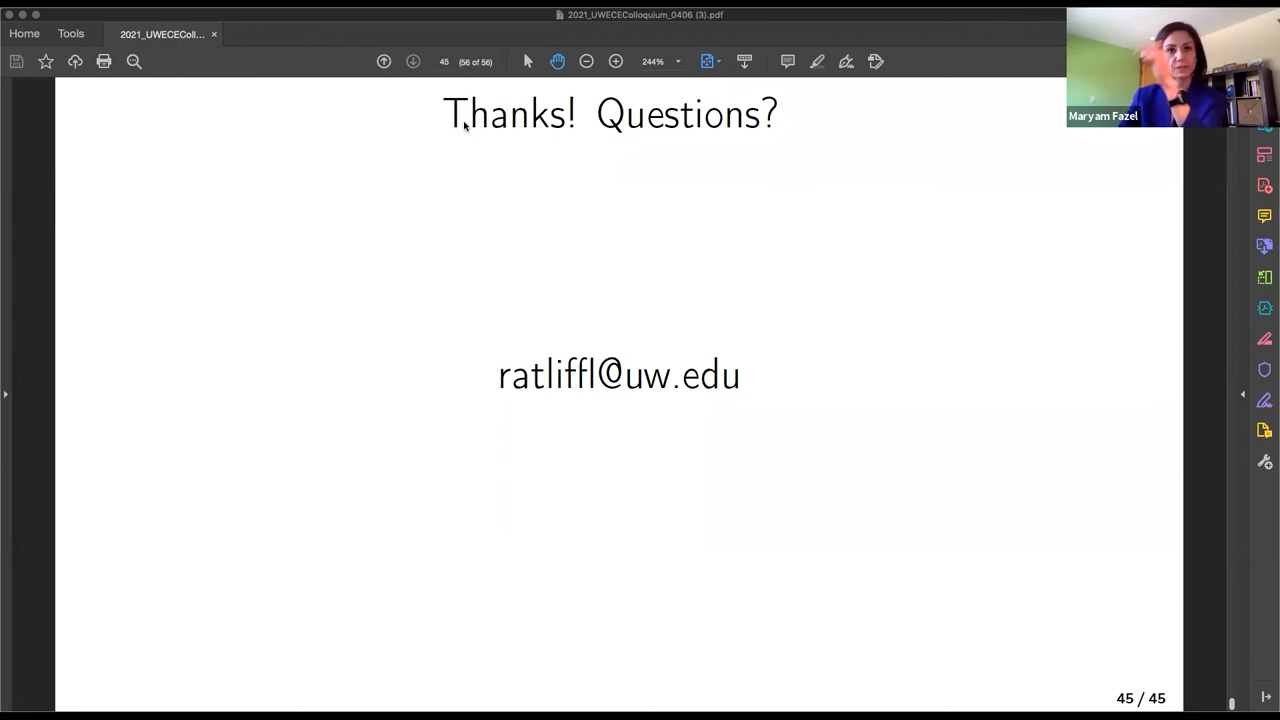 2021_UWECEColloquium_0406 (3).pdf
Home
Tools
2021_UWECEColl...
45
(56 of 56)
244%
Maryam Fazel
Thanks! Questions?
ratliffl@uw.edu
45 / 45